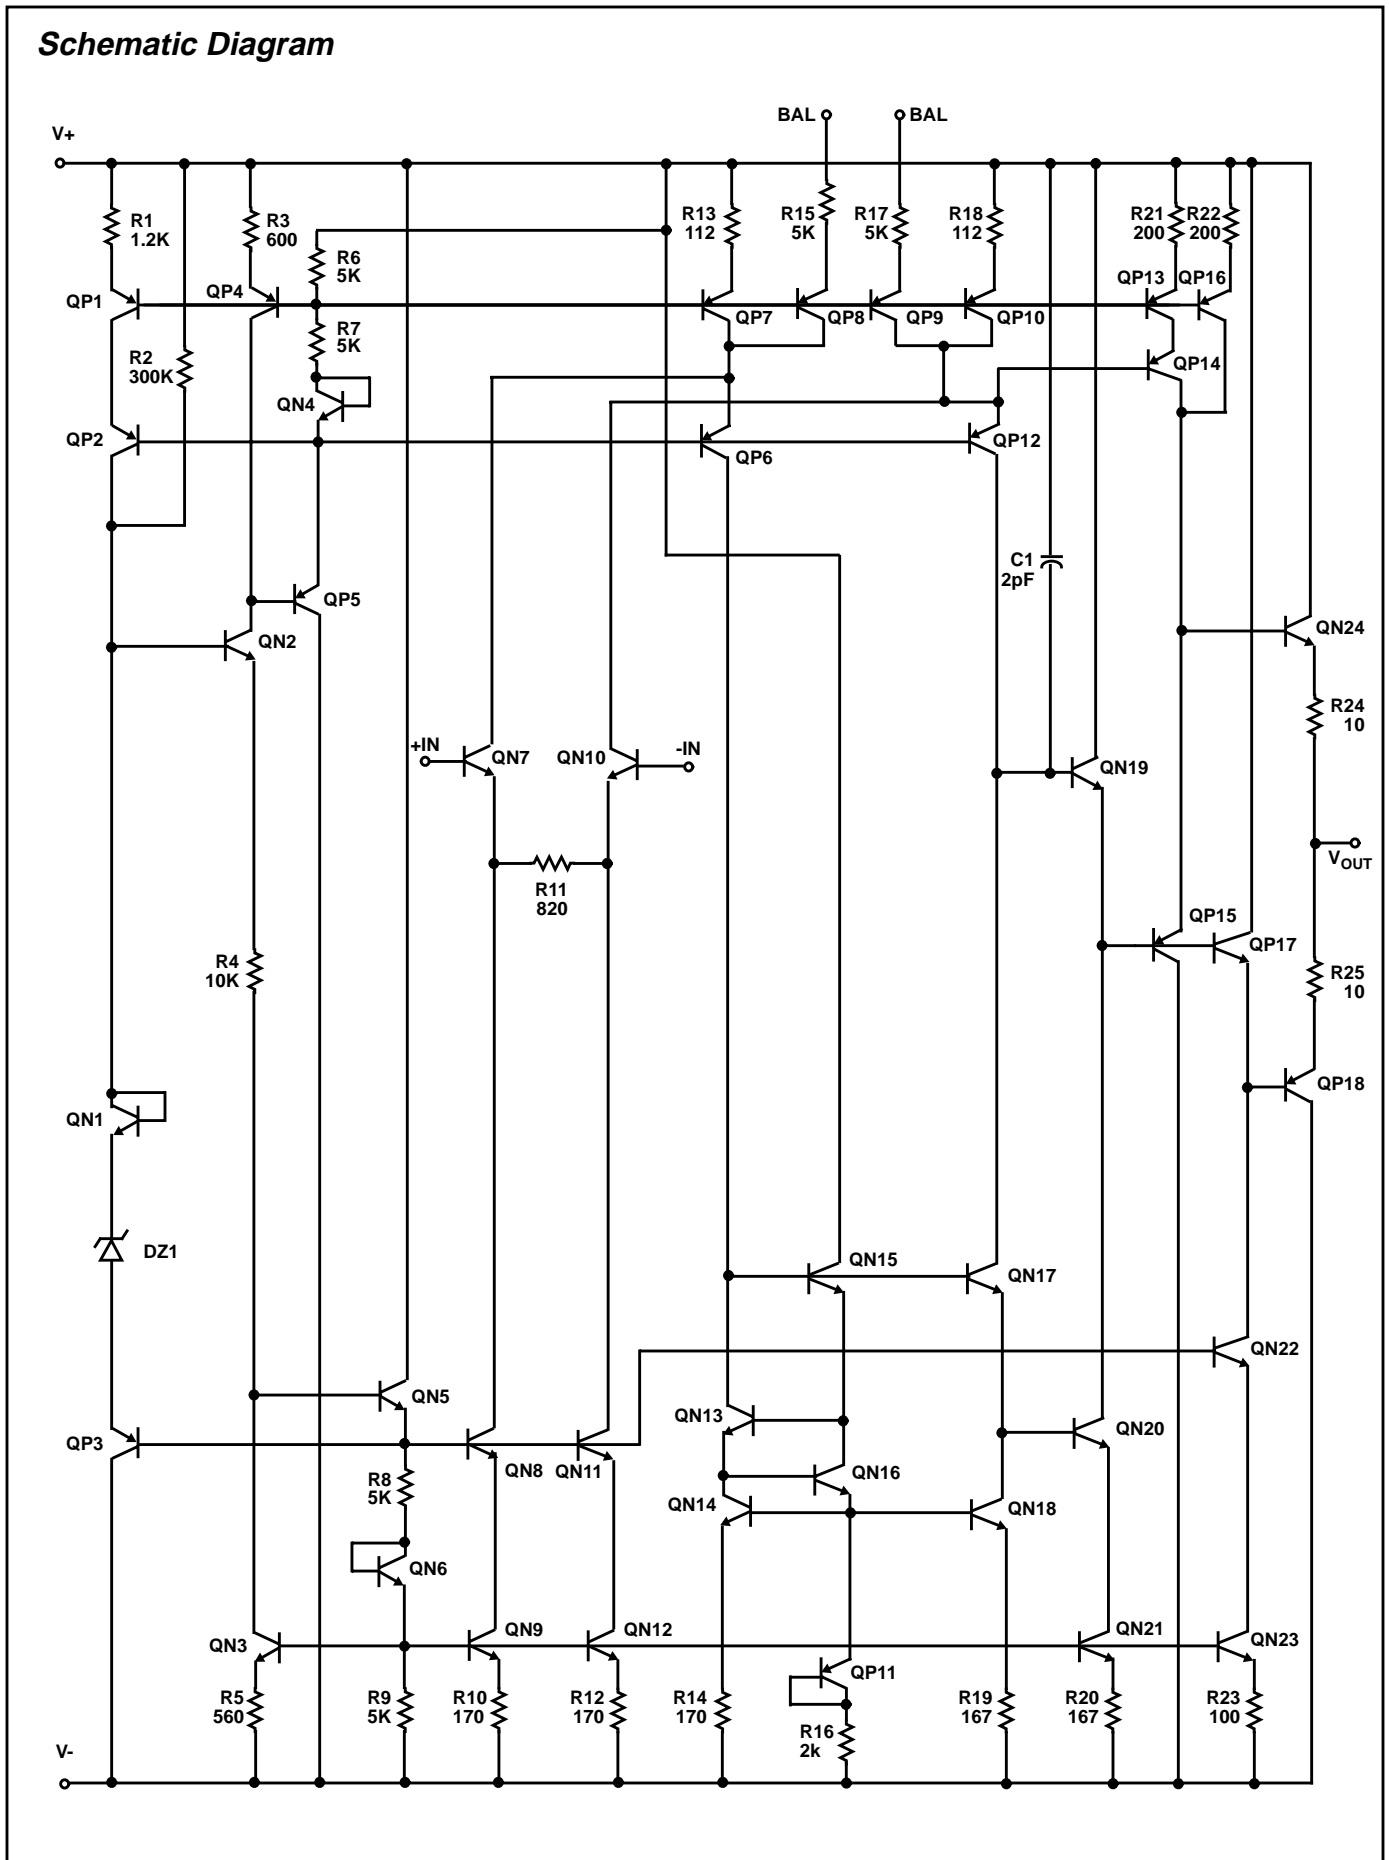 Schematic Diagram
BAL
BAL
V+
R1
1.2K
R3
600
R6
5K
R13
112
R15
5K
R17
5K
R18
112
R21
200
R22
200
QP1
QP4
QP7
QP8
QP9
QP10
QP13
QP16
R2
300K
R7
5K
QP14
QN4
QP2
QP6
QP12
C1
2pF
QP5
QN2
QN24
R24
10
+IN
QN7
QN10
-IN
QN19
VOUT
R11
820
QP15
QP17
R4
10K
R25
10
QP18
QN1
DZ1
QN15
QN17
QN22
QN5
QN13
QN20
QP3
QN8
QN11
R8
5K
QN16
QN14
QN18
QN6
QN3
QN9
QN12
QN21
QN23
QP11
R5
560
R9
5K
R10
170
R12
170
R14
170
R16
2k
R19
167
R20
167
R23
100
V-